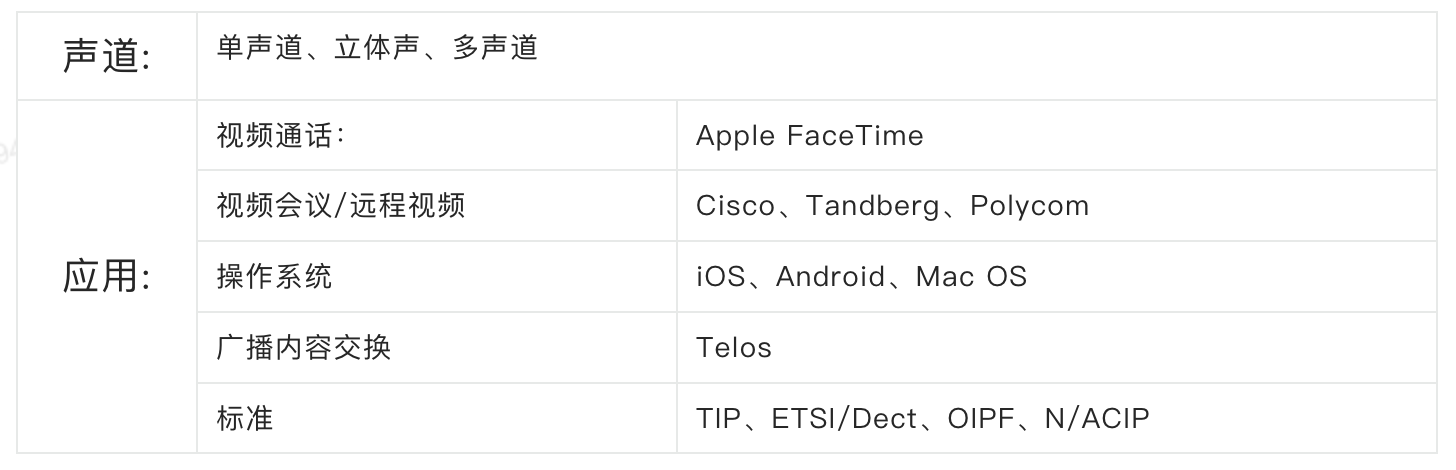 声道:
单声道、立体声、多声道
应用:
视频通话:
Apple FaceTime
视频会议/远程视频
Cisco、Tandberg、Polycom
操作系统
iOS、Android、Mac OS
广播内容交换
Telos
标准
TIP、ETSI/Dect、OIPF、N/ACIP